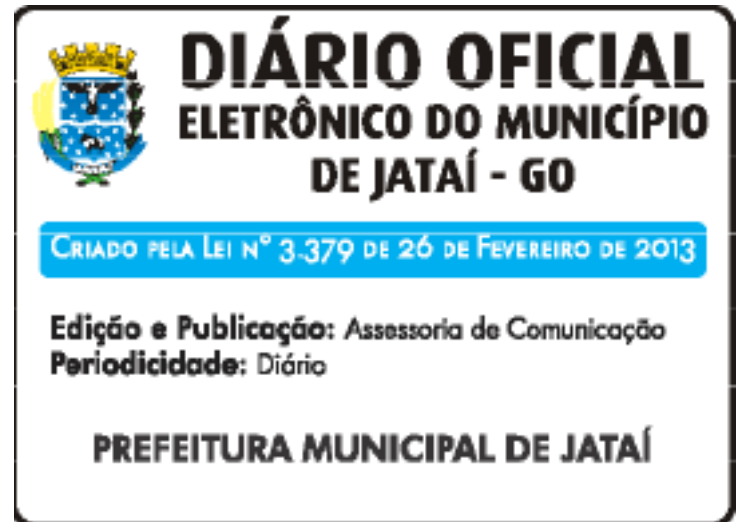 DIÁRIO OFICIAL
ELETRÔNICO DO MUNICÍPIO
DE JATAÍ - GO
CRIADO PELA LEI Nº 3.379 DE 26 DE FEVEREIRO DE 2013
Edição e Publicação: Assessoria de Comunicação
Periodicidade: Diário
PREFEITURA MUNICIPAL DE JATAÍ